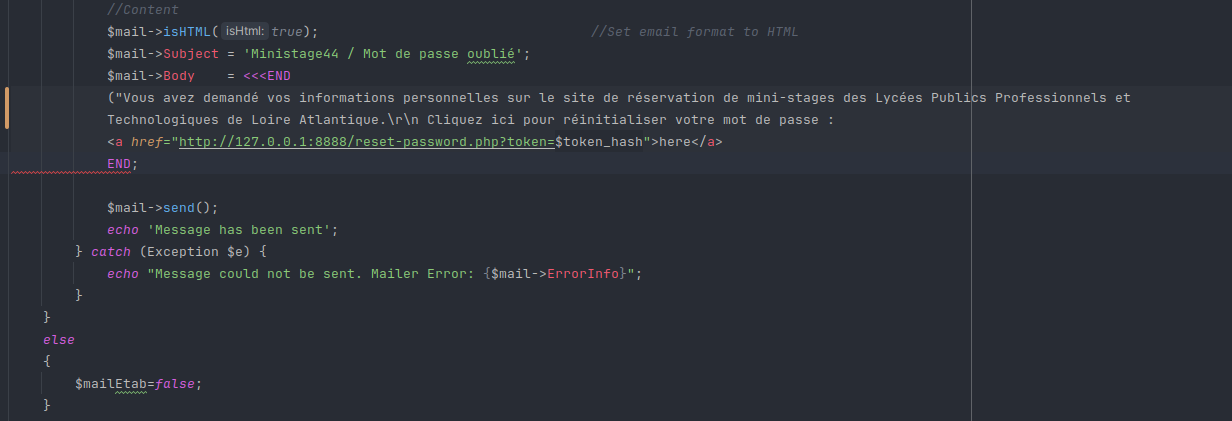 //Content
$mail->isHTML( isHtml: true); //Set email format to HTML
$mail->Subject = 'Ministage44 / Mot de passe oublié';
$mail->Body    = <<<END
("Vous avez demandé vos informations personnelles sur le site de réservation de mini-stages des Lycées Publics Professionnels et
Technologiques de Loire Atlantique.\r\n Cliquez ici pour réinitialiser votre mot de passe :
<a href="http://127.0.0.1:8888/reset-password.php?token=$token_hash">here</a>
END;
$mail->send();
echo 'Message has been sent';
} catch (Exception $e) {
echo "Message could not be sent. Mailer Error: {$mail->ErrorInfo}";
}
}
else
{
$mailEtab=false;
}